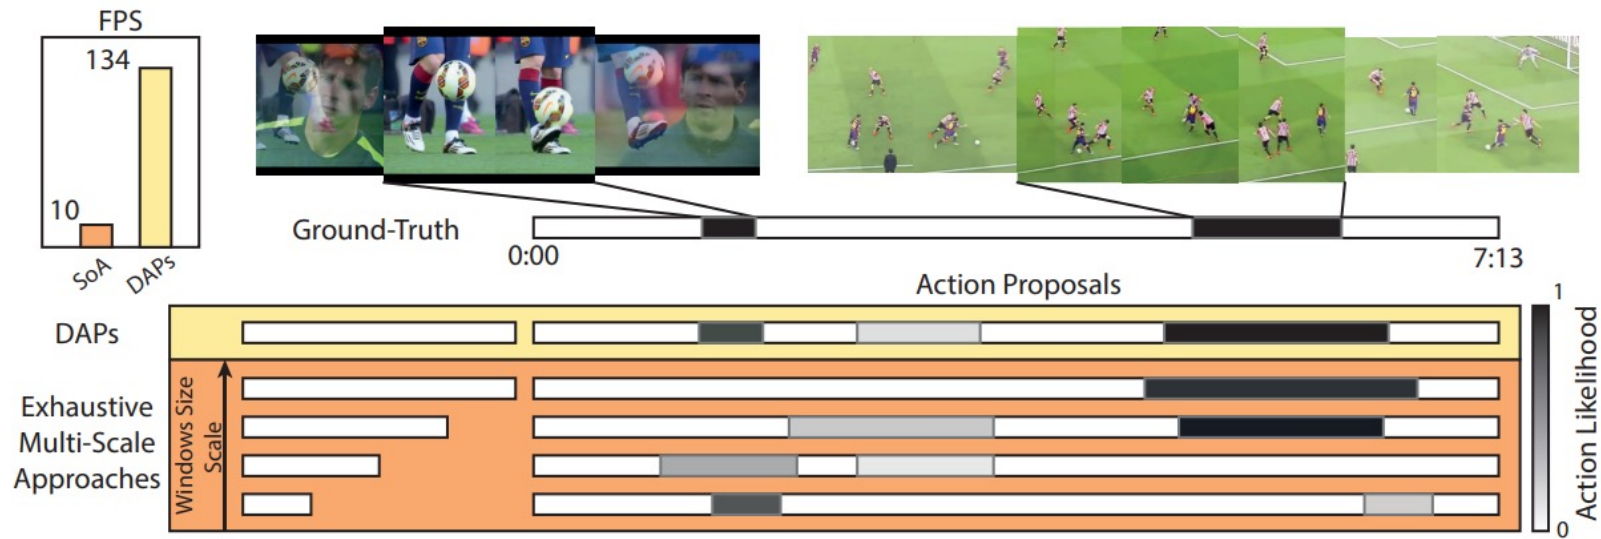 FPS
134
10
SoA
DAPs
Ground-Truth
0:00
7:13
Action Proposals
DAPs
Exhaustive
Multi-Scale
Approaches
Windows Size
Scale
1
0
Action Likelihood